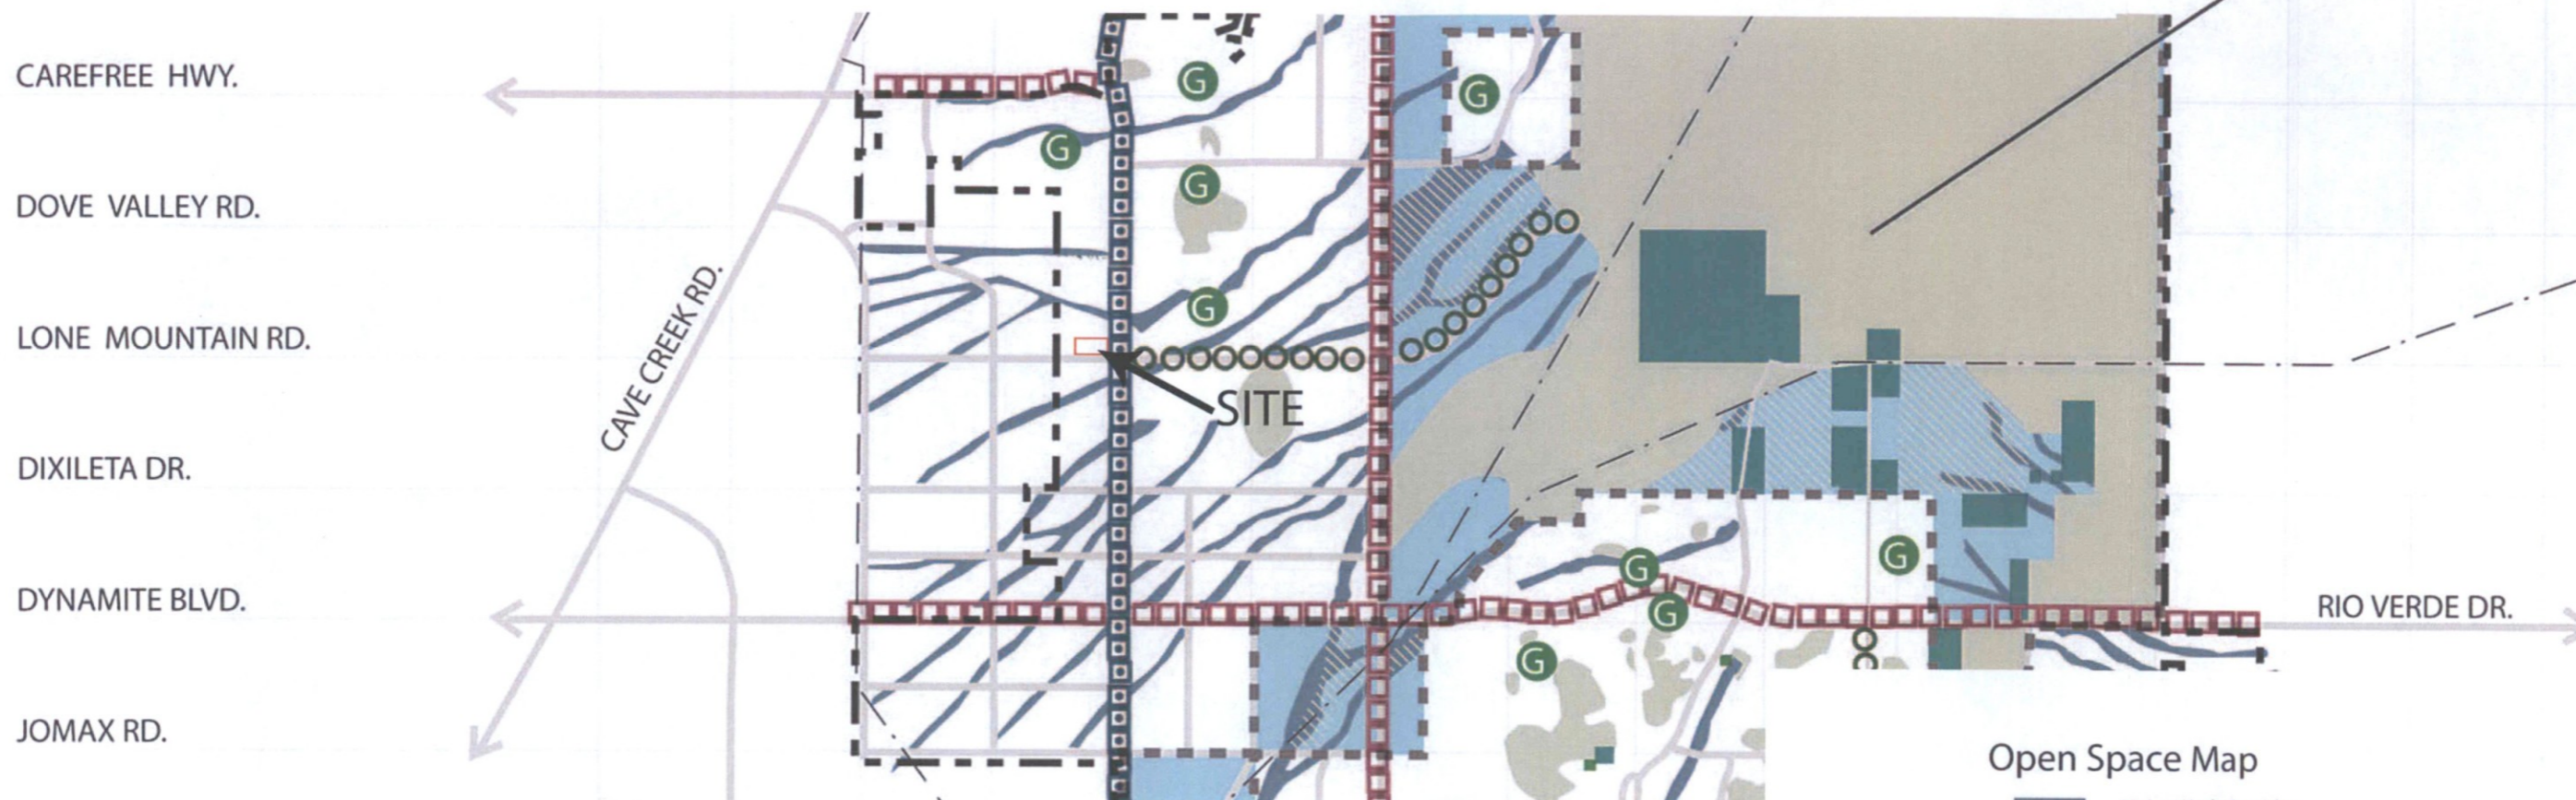 CAREFREE HWY.
G
G
G
DOVE VALLEY RD.
G
CAVE CREEK RD.
G
LONE MOUNTAIN RD.
SITE
DIXILETA DR.
G
G
DYNAMITE BLVD.
G
RIO VERDE DR.
G
JOMAX RD.
Open Space Map